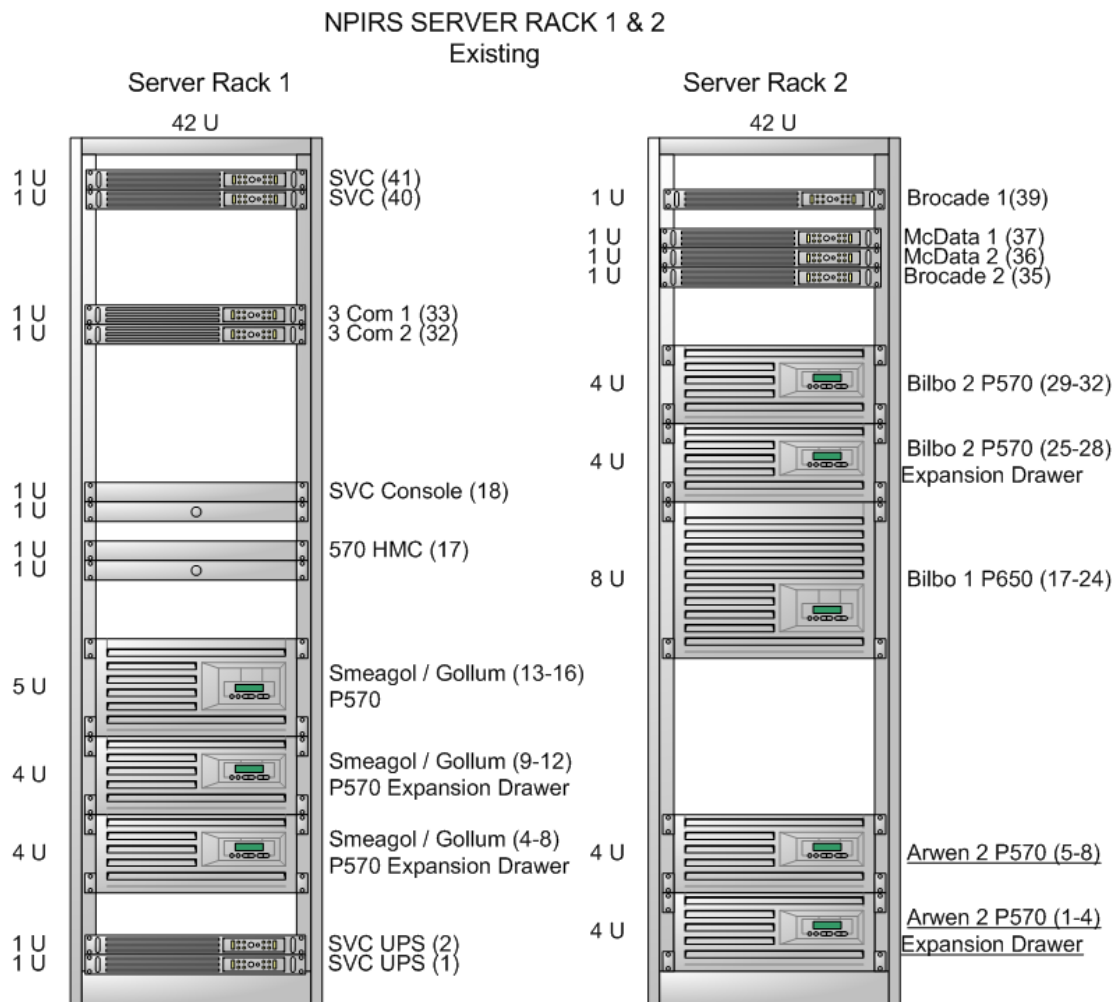 NPIRS SERVER RACK 1 & 2
Existing
Server Rack 1
42 U
1 U
SVC (41)
1 U
SVC (40)
1 U
3 Com 1 (33)
1 U
3 Com 2 (32)
1 U
SVC Console (18)
1 U
1 U
570 HMC (17)
1 U
5 U
Smeagol / Gollum (13-16)
P570
4 U
Smeagol / Gollum (9-12)
P570 Expansion Drawer
4 U
Smeagol / Gollum (4-8)
P570 Expansion Drawer
1 U
SVC UPS (2)
1 U
SVC UPS (1)
Server Rack 2
42 U
1 U
Brocade 1(39)
1 U
McData 1 (37)
1 U
McData 2 (36)
1 U
Brocade 2 (35)
4 U
Bilbo 2 P570 (29-32)
4 U
Bilbo 2 P570 (25-28)
Expansion Drawer
8 U
Bilbo 1 P650 (17-24)
4 U
Arwen 2 P570 (5-8)
4 U
Arwen 2 P570 (1-4)
Expansion Drawer